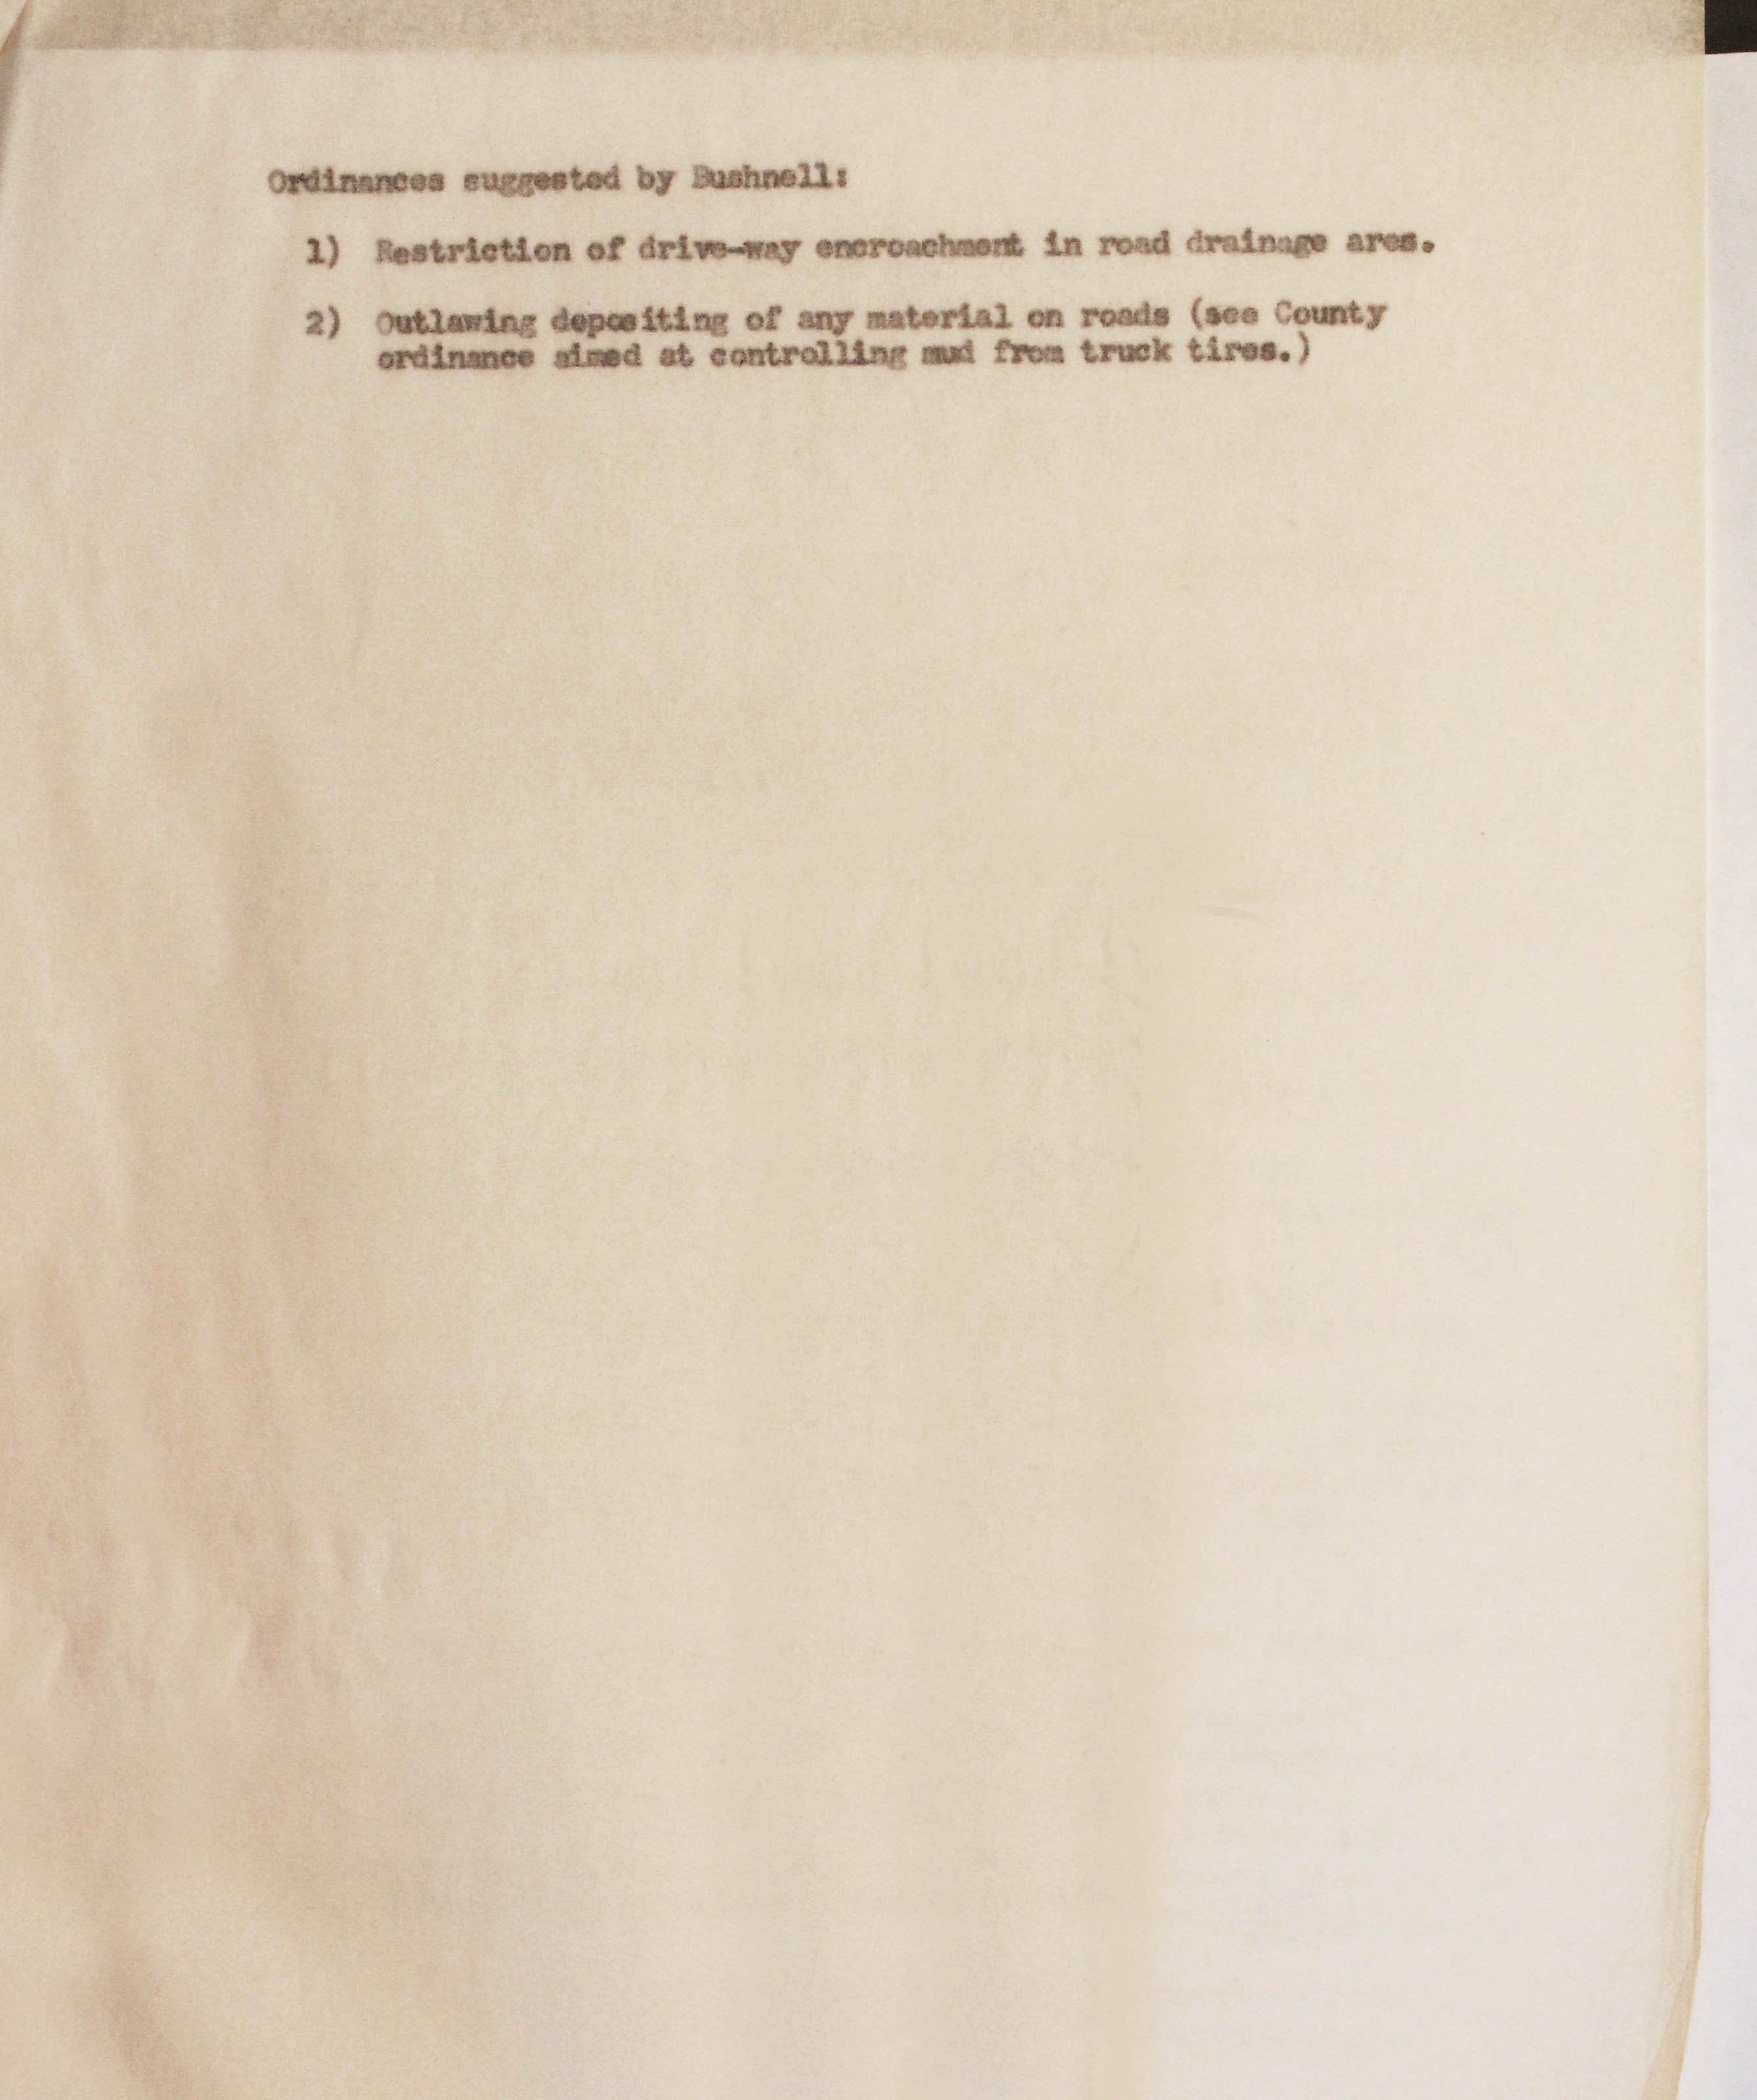 Ordinances suggested by Bushnell:
1) Restriction of drive-way encroachment in road drainage area.
2) Outlawing depositing of any material on roads (see County
ordinance aimed at controlling mud from truck tires.)